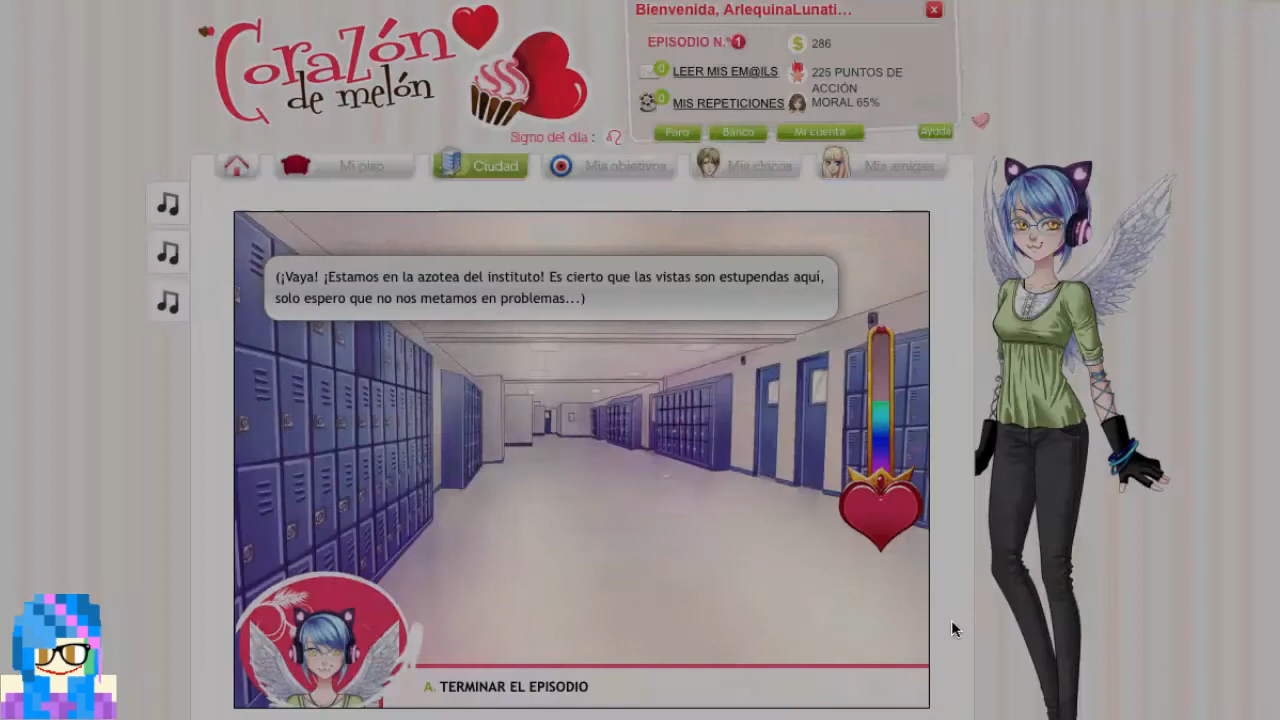 Corazón
de melón
Bienvenida, ArlequinaLunati...
EPISODIO N.º 1
286
0
LEER MIS EM@ILS
225 PUNTOS DE
ACCIÓN
0
MIS REPETICIONES
MORAL 65%
Signo del día :
Foro
Banco
Mi cuenta
Ayuda
Mi piso
Ciudad
Mis objetivos
Mis chicos
Mis amigas
(¡Vaya! ¡Estamos en la azotea del instituto! Es cierto que las vistas son estupendas aquí,
solo espero que no nos metamos en problemas...)
A. TERMINAR EL EPISODIO